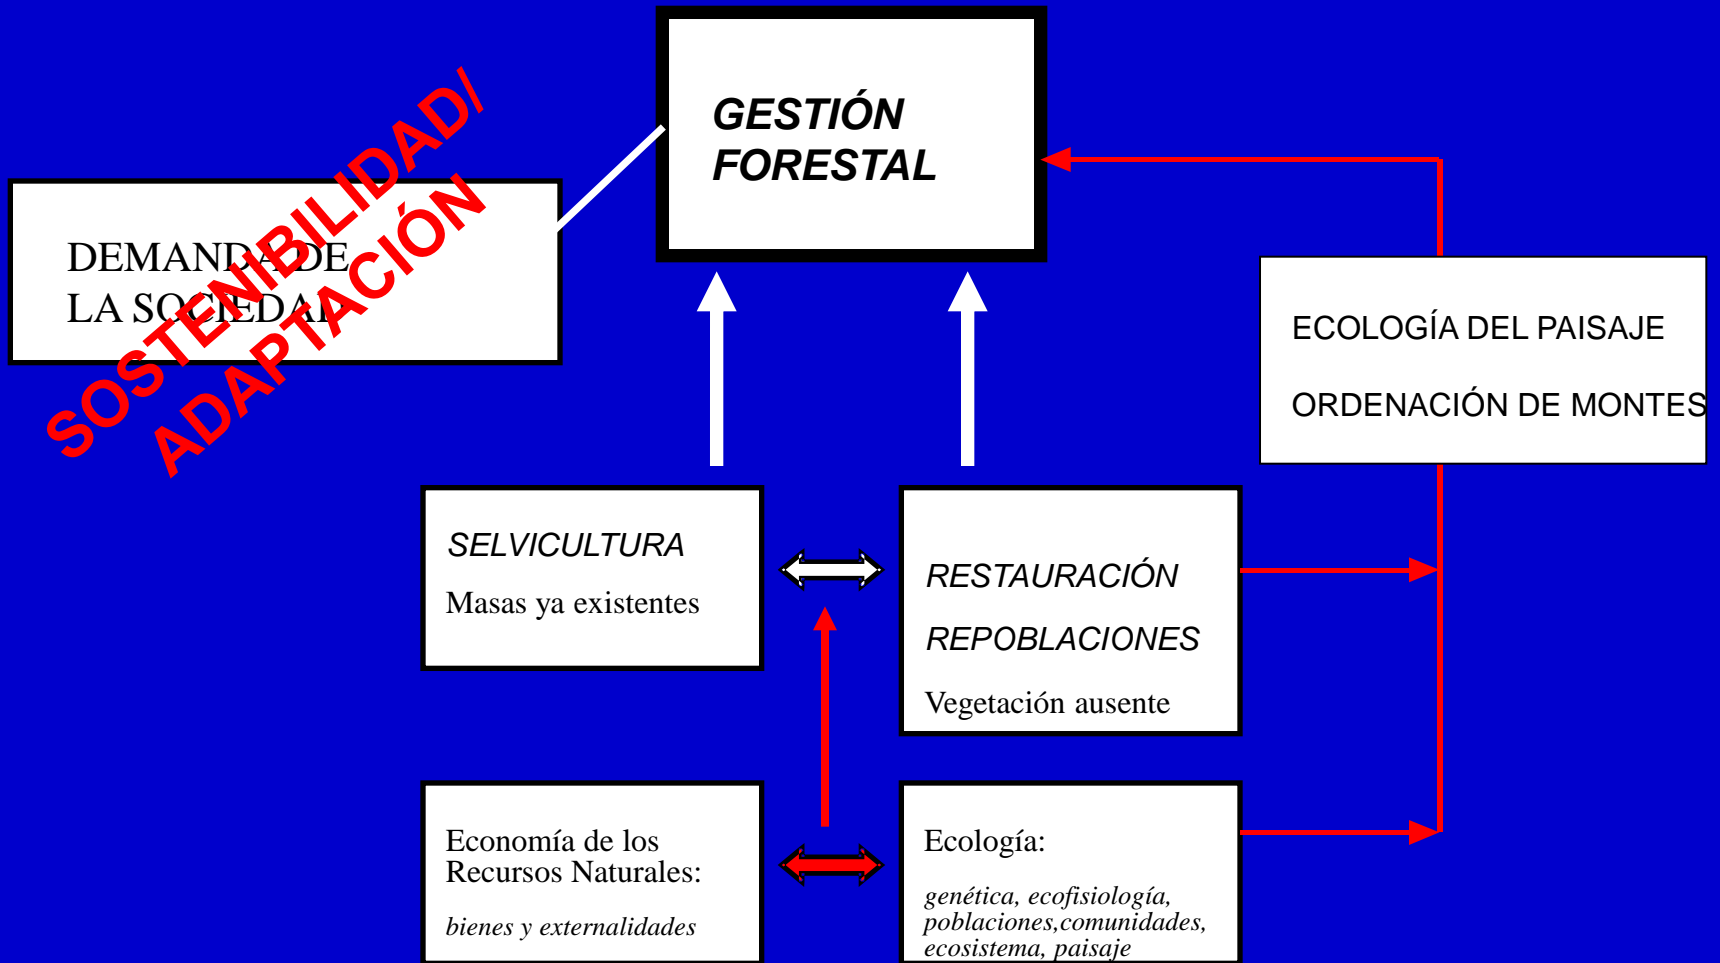 GESTIÓN
FORESTAL
SOSTENIBILIDAD/
ADAPTACIÓN
DEMANDA DE
LA SOCIEDAD
ECOLOGÍA DEL PAISAJE
ORDENACIÓN DE MONTES
SELVICULTURA
Masas ya existentes
RESTAURACIÓN
REPOBLACIONES
Vegetación ausente
Economía de los
Recursos Naturales:
bienes y externalidades
Ecología:
genética, ecofisiología,
poblaciones,comunidades,
ecosistema, paisaje